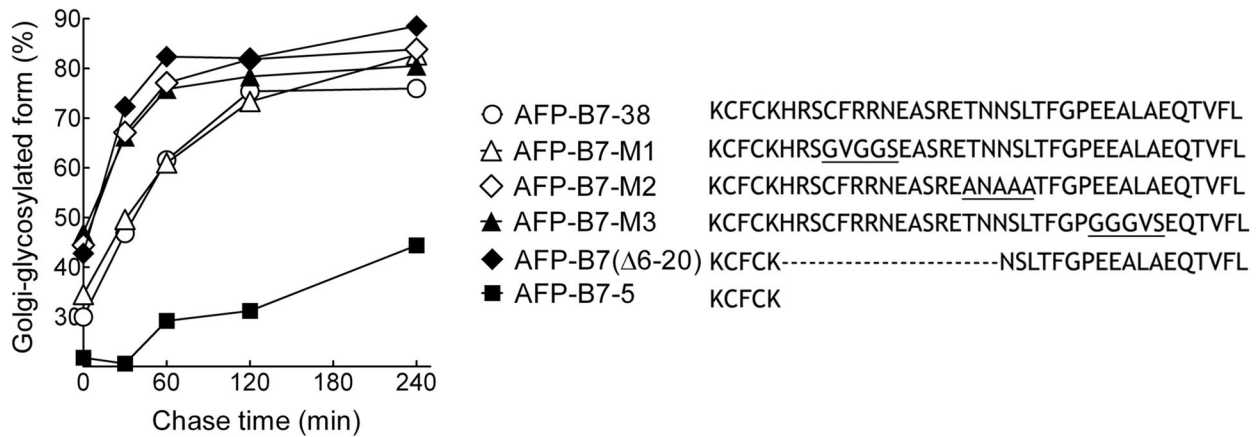 Golgi-glycosylated form (%)
90
80
70
60
50
40
30
0
0 60 120 180 240
Chase time (min)
AFP-B7-38 KCFCKHRSCFRRNEASRETNNSLTFGPEEALAEQTVFL
AFP-B7-M1 KCFCKHRSGVGGSEASRETNNSLTFGPEEALAEQTVFL
AFP-B7-M2 KCFCKHRSCFRRNEASREANAAATFGPEEALAEQTVFL
AFP-B7-M3 KCFCKHRSCFRRNEASRETNNSLTFGPGGGVSEQTVFL
AFP-B7(Δ6-20) KCFCK---------------------NSLTFGPEEALAEQTVFL
AFP-B7-5 KCFCK